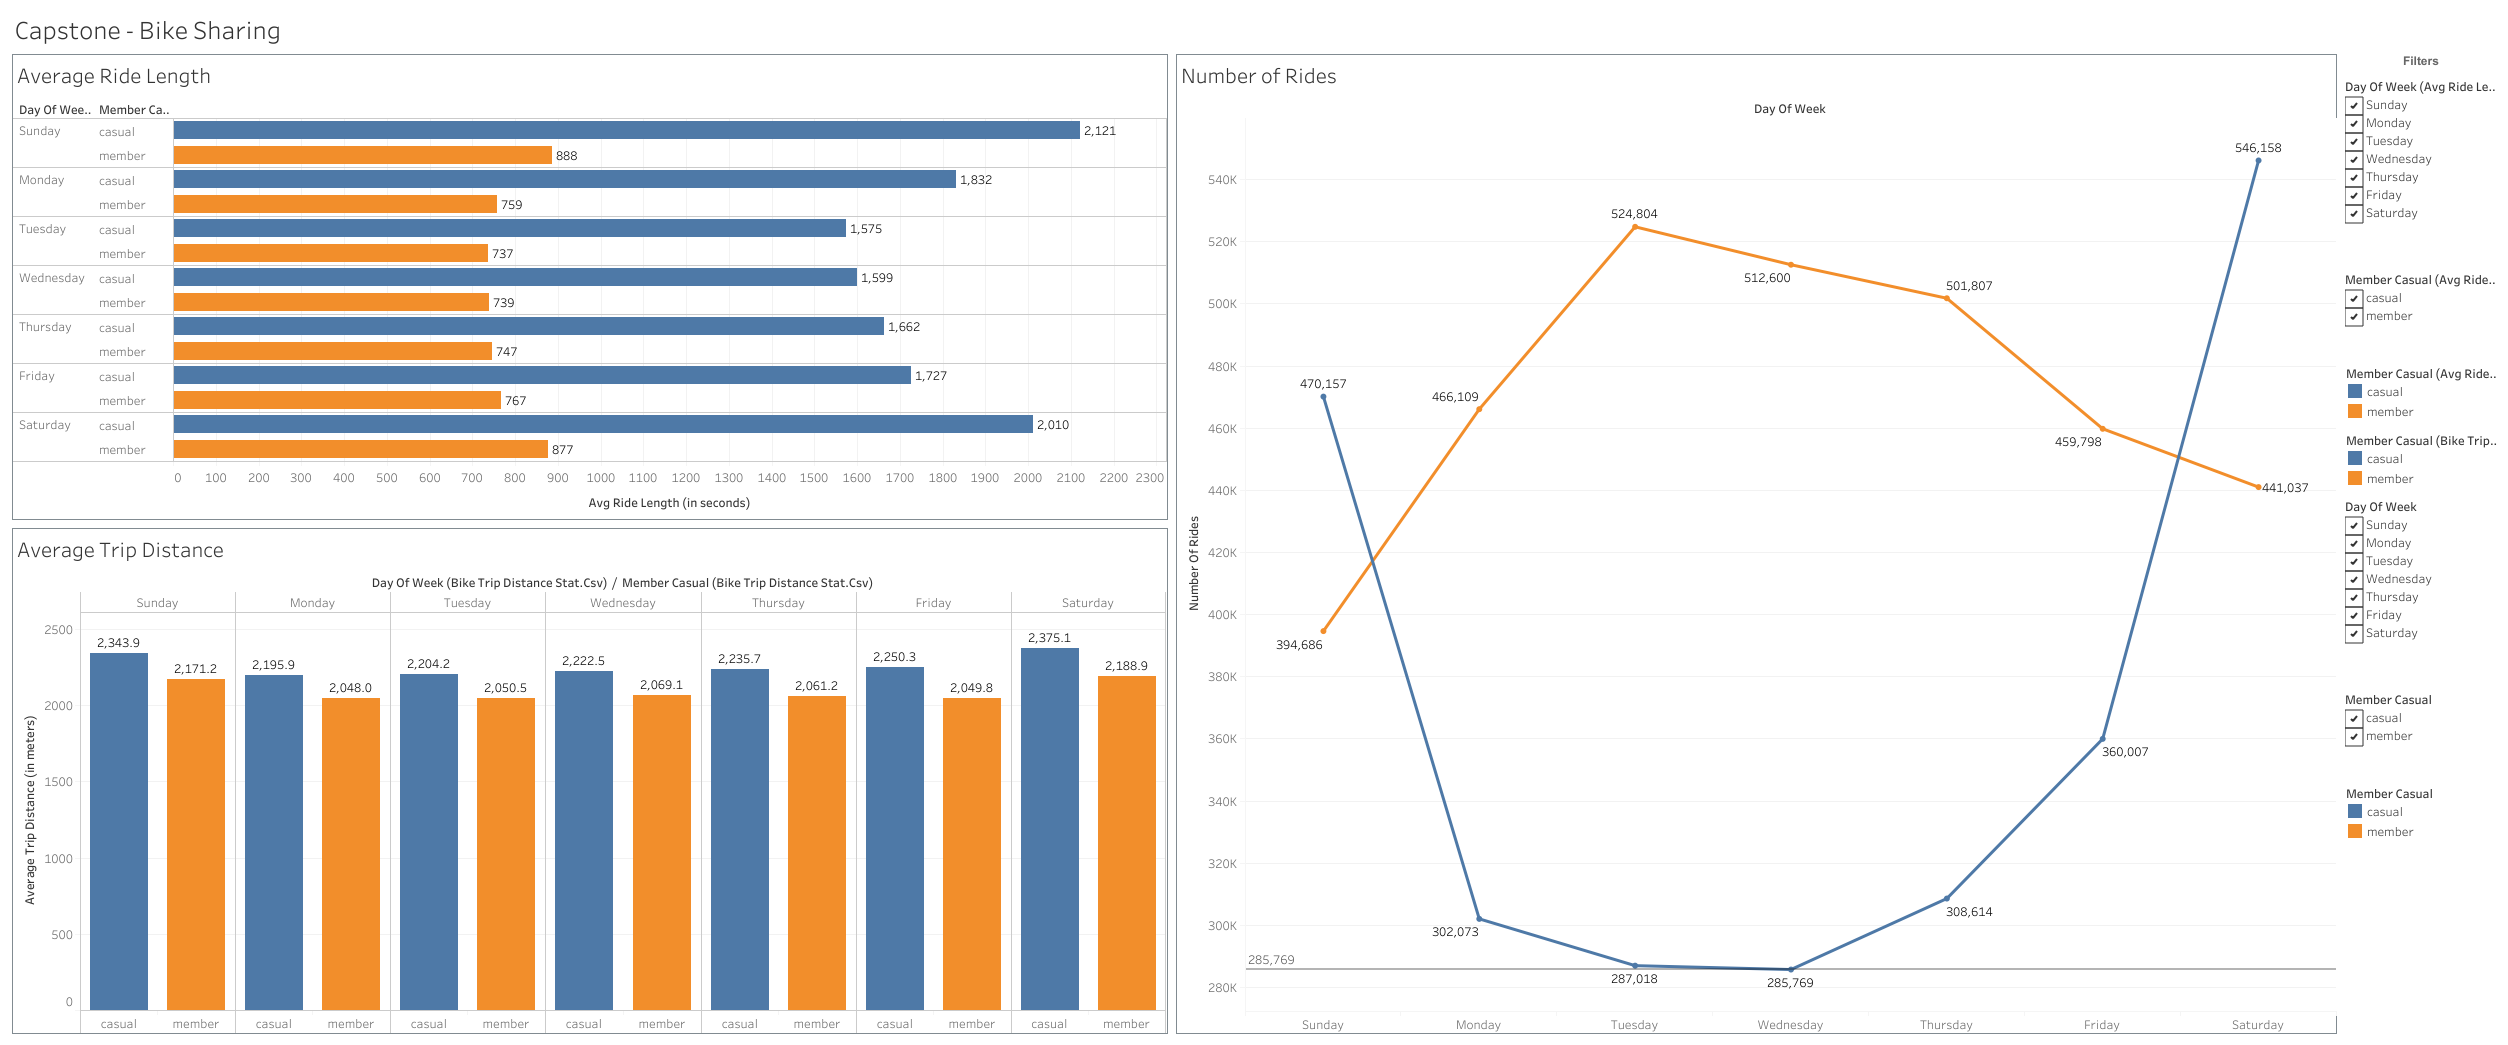 Capstone - Bike Sharing
Average Ride Length
Day Of Wee.. Member Ca..
Sunday casual 2,121
member 888
Monday casual 1,832
member 759
Tuesday casual 1,575
member 737
Wednesday casual 1,599
member 739
Thursday casual 1,662
member 747
Friday casual 1,727
member 767
Saturday casual 2,010
member 877
0 100 200 300 400 500 600 700 800 900 1000 1100 1200 1300 1400 1500 1600 1700 1800 1900 2000 2100 2200 2300
Avg Ride Length (in seconds)
Average Trip Distance
Day Of Week (Bike Trip Distance Stat.Csv) / Member Casual (Bike Trip Distance Stat.Csv)
Sunday Monday Tuesday Wednesday Thursday Friday Saturday
Average Trip Distance (in meters)
2500
2000
1500
1000
500
0
2,343.9 2,171.2 2,195.9 2,048.0 2,204.2 2,050.5 2,222.5 2,069.1 2,235.7 2,061.2 2,250.3 2,049.8 2,375.1 2,188.9
casual member casual member casual member casual member casual member casual member casual member
Number of Rides
Day Of Week
Number Of Rides
540K
520K
500K
480K
460K
440K
420K
400K
380K
360K
340K
320K
300K
280K
546,158
524,804
512,600
501,807
470,157
466,109
459,798
441,037
394,686
360,007
308,614
302,073
285,769
287,018
285,769
Sunday Monday Tuesday Wednesday Thursday Friday Saturday
Filters
Day Of Week (Avg Ride Le..
Sunday
Monday
Tuesday
Wednesday
Thursday
Friday
Saturday
Member Casual (Avg Ride..
casual
member
Member Casual (Avg Ride..
casual
member
Member Casual (Bike Trip..
casual
member
Day Of Week
Sunday
Monday
Tuesday
Wednesday
Thursday
Friday
Saturday
Member Casual
casual
member
Member Casual
casual
member